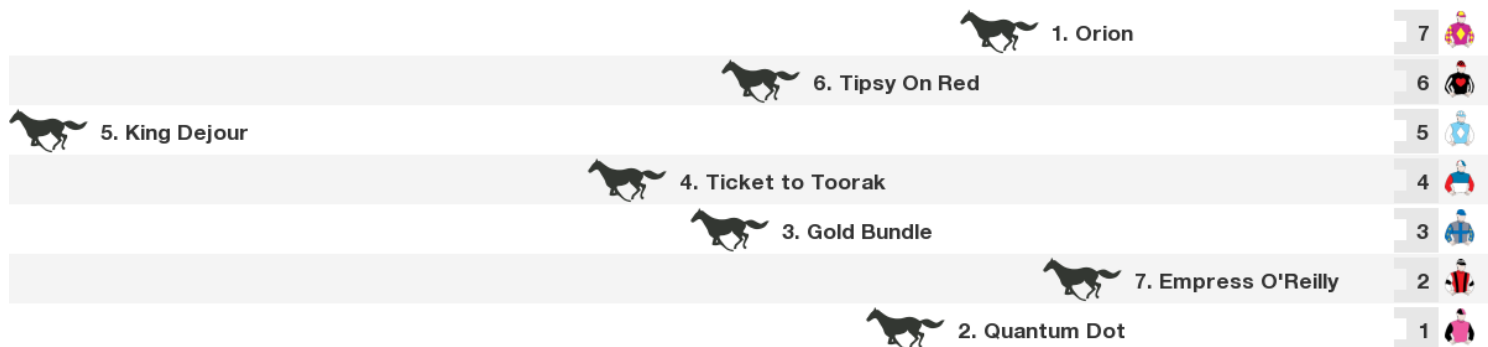 1. Orion 7
6. Tipsy On Red 6
5. King Dejour 5
4. Ticket to Toorak 4
3. Gold Bundle 3
7. Empress O'Reilly 2
2. Quantum Dot 1